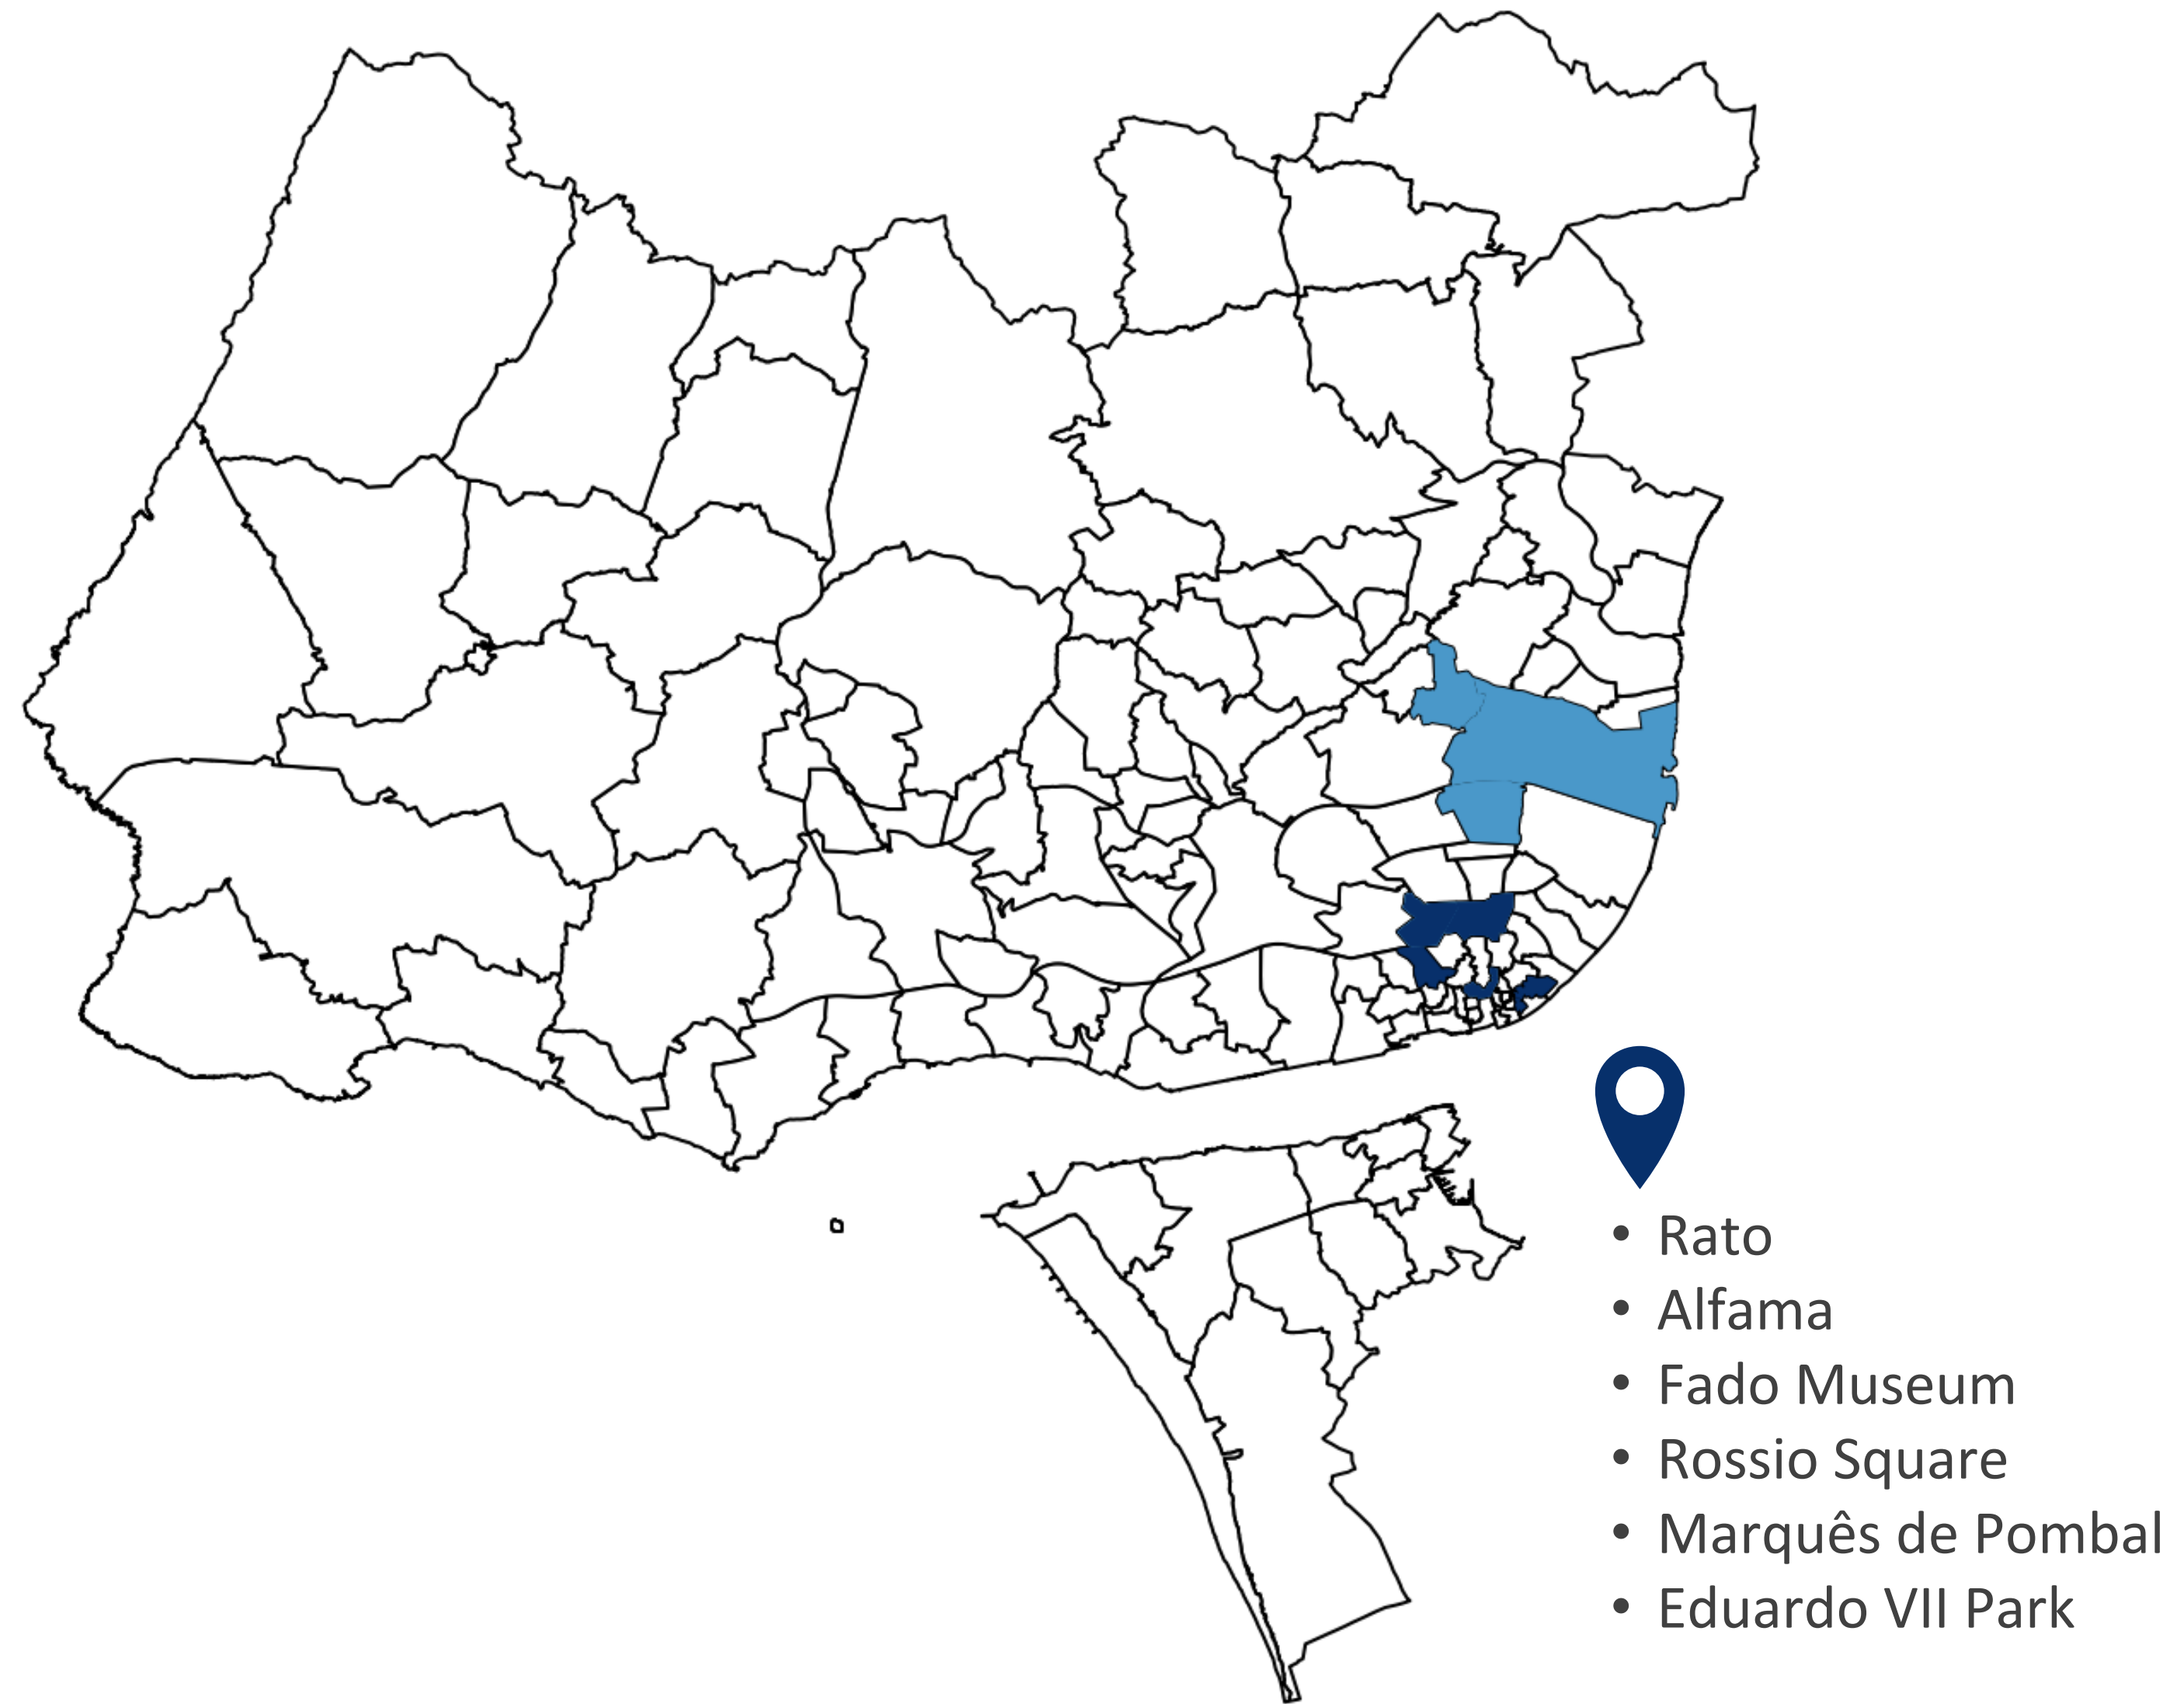 • Rato
• Alfama
• Fado Museum
• Rossio Square
• Marquês de Pombal
• Eduardo VII Park